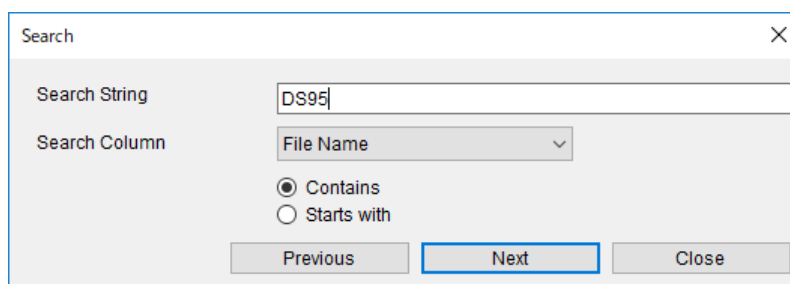 Search
Search String DS95
Search Column File Name
Contains
Starts with
Previous Next Close